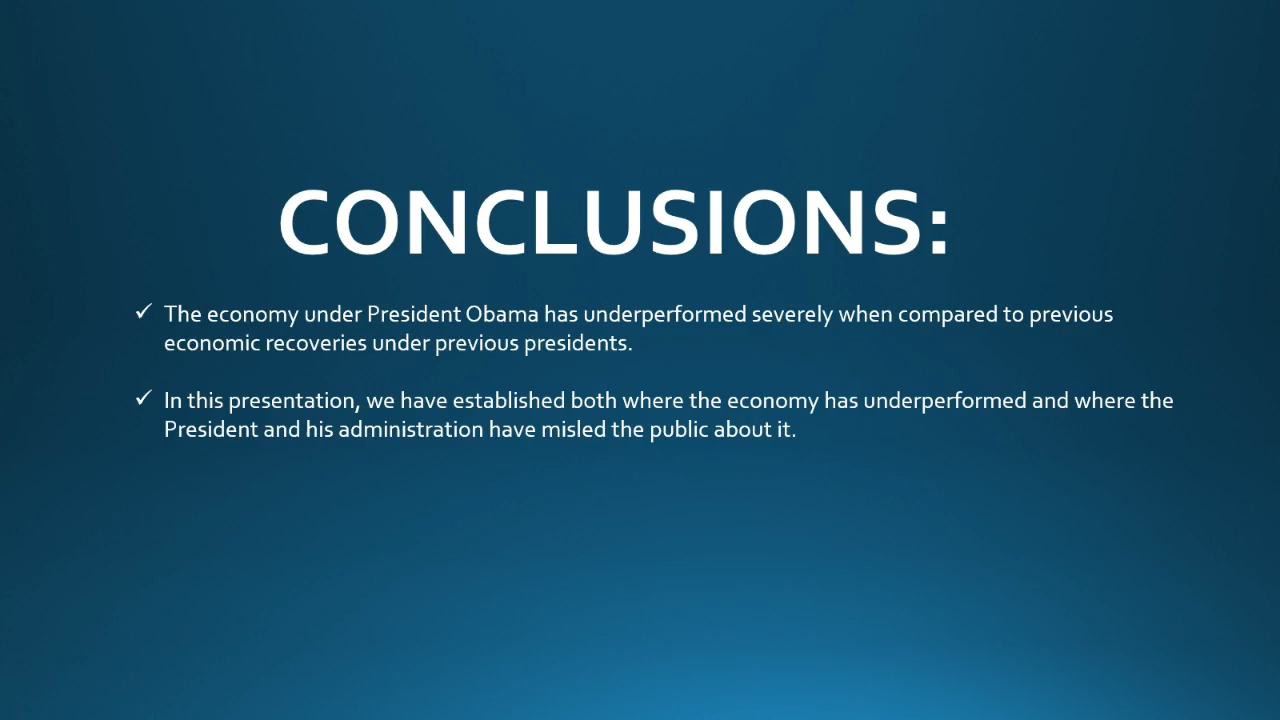 CONCLUSIONS:
✓ The economy under President Obama has underperformed severely when compared to previous
economic recoveries under previous presidents.
✓ In this presentation, we have established both where the economy has underperformed and where the
President and his administration have misled the public about it.